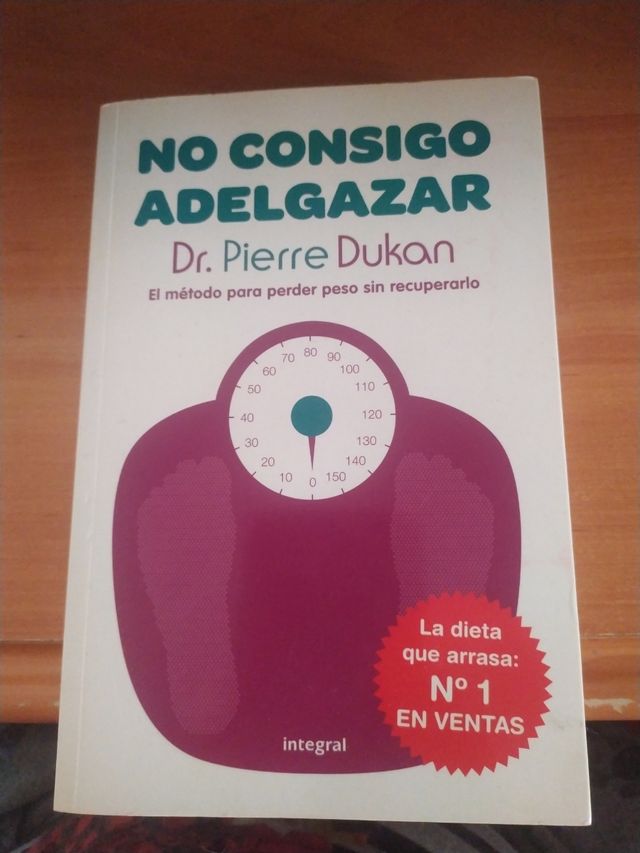 NO CONSIGO
ADELGAZAR
Dr. Pierre Dukan
El método para perder peso sin recuperarlo
80
70 90
60 100
50 110
40 120
30 130
20 140
10 0 150
La dieta
que arrasa:
Nº 1
EN VENTAS
integral